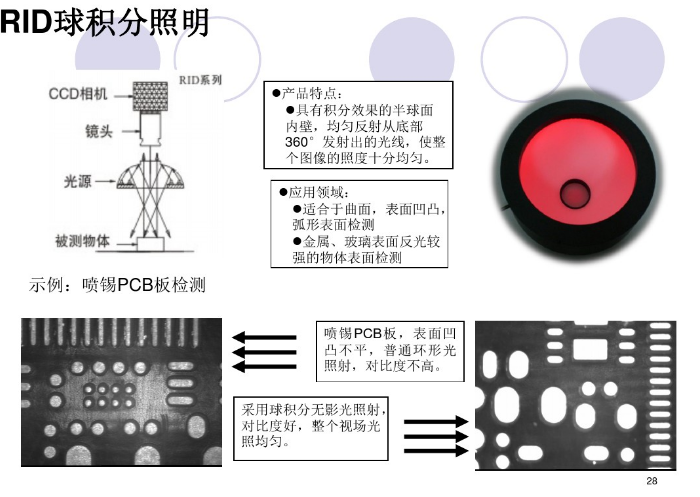 RID球积分照明
RID系列
CCD相机
镜头
光源
被测物体
●产品特点：
●具有积分效果的半球面
内壁，均匀反射从底部
360°发射出的光线，使整
个图像的照度十分均匀。
●应用领域：
●适合于曲面，表面凹凸，
弧形表面检测
●金属、玻璃表面反光较
强的物体表面检测
示例：喷锡PCB板检测
喷锡PCB板，表面凹
凸不平，普通环形光
照射，对比度不高。
采用球积分无影光照射，
对比度好，整个视场光
照均匀。
28